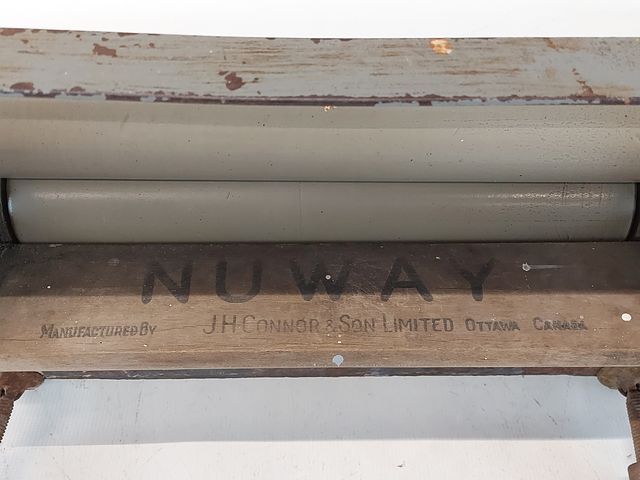 NUWAY
MANUFACTURED BY J.H. CONNOR & SON LIMITED OTTAWA CANADA